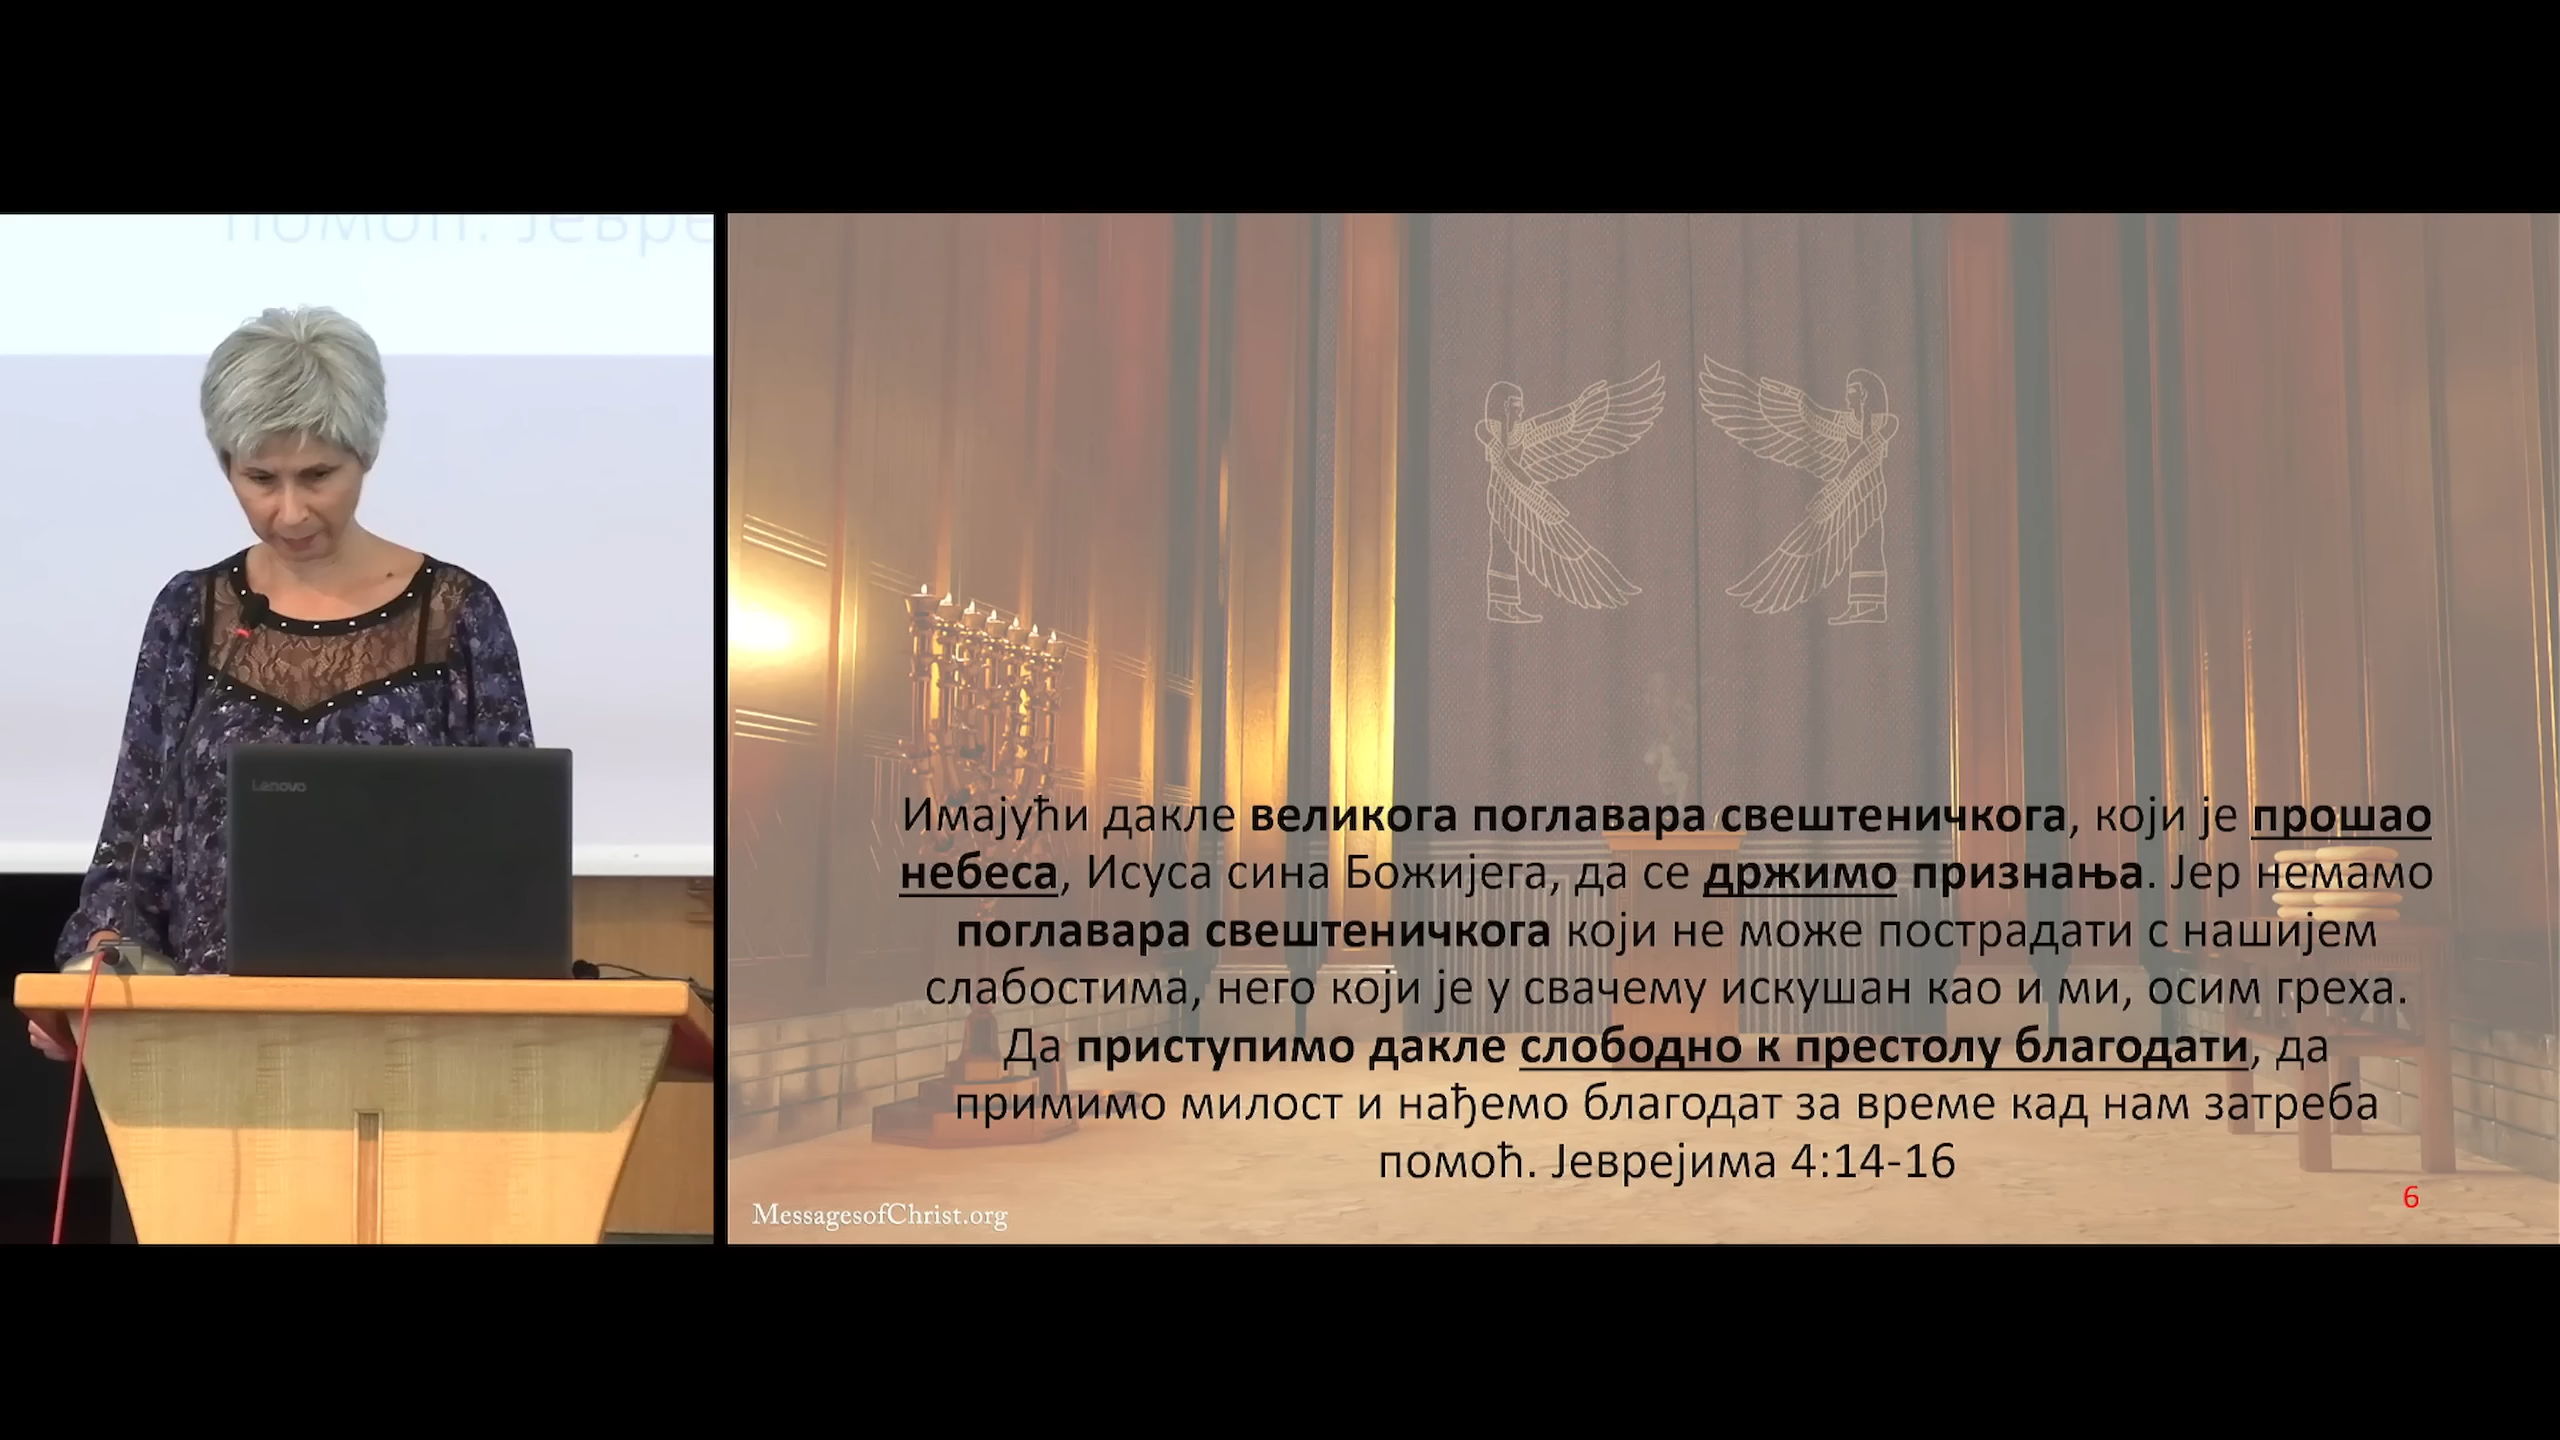 помоћ. Јевре
Lenovo
Имајући дакле великога поглавара свештеничкога, који је прошао
небеса, Исуса сина Божијега, да се држимо признања. Јер немамо
поглавара свештеничкога који не може пострадати с нашијем
слабостима, него који је у свачему искушан као и ми, осим греха.
Да приступимо дакле слободно к престолу благодати, да
примимо милост и нађемо благодат за време кад нам затреба
помоћ. Јеврејима 4:14-16
6
MessagesofChrist.org